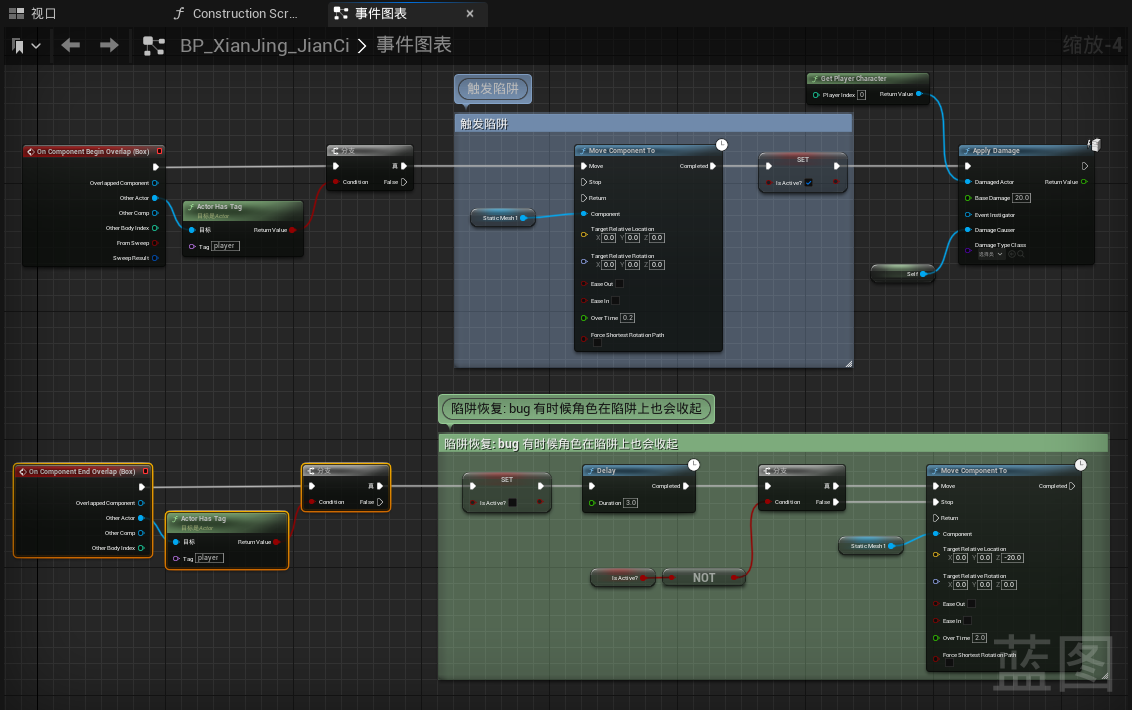 视口
Construction Scr...
事件图表
BP_XianJing_JianCi
事件图表
缩放-4
触发陷阱
触发陷阱
Get Player Character
Player Index 0 Return Value
On Component Begin Overlap (Box)
Overlapped Component
Other Actor
Other Comp
Other Body Index
From Sweep
Sweep Result
Actor Has Tag
目标是Actor
目标 Return Value
Tag player
分支
真
Condition False
Static Mesh1
Move Component To
Move Completed
Stop
Return
Component
Target Relative Location
X 0.0 Y 0.0 Z 0.0
Target Relative Rotation
X 0.0 Y 0.0 Z 0.0
Ease Out
Ease In
Over Time 0.2
Force Shortest Rotation Path
SET
Is Active?
Apply Damage
Damaged Actor Return Value
Base Damage 20.0
Event Instigator
Damage Causer
Damage Type Class
选择类
Self
陷阱恢复: bug 有时候角色在陷阱上也会收起
陷阱恢复: bug 有时候角色在陷阱上也会收起
On Component End Overlap (Box)
Overlapped Component
Other Actor
Other Comp
Other Body Index
Actor Has Tag
目标是Actor
目标 Return Value
Tag player
分支
真
Condition False
SET
Is Active?
Delay
Completed
Duration 3.0
分支
真
Condition False
Is Active?
NOT
Static Mesh1
Move Component To
Move Completed
Stop
Return
Component
Target Relative Location
X 0.0 Y 0.0 Z -20.0
Target Relative Rotation
X 0.0 Y 0.0 Z 0.0
Ease Out
Ease In
Over Time 2.0
Force Shortest Rotation Path
蓝图